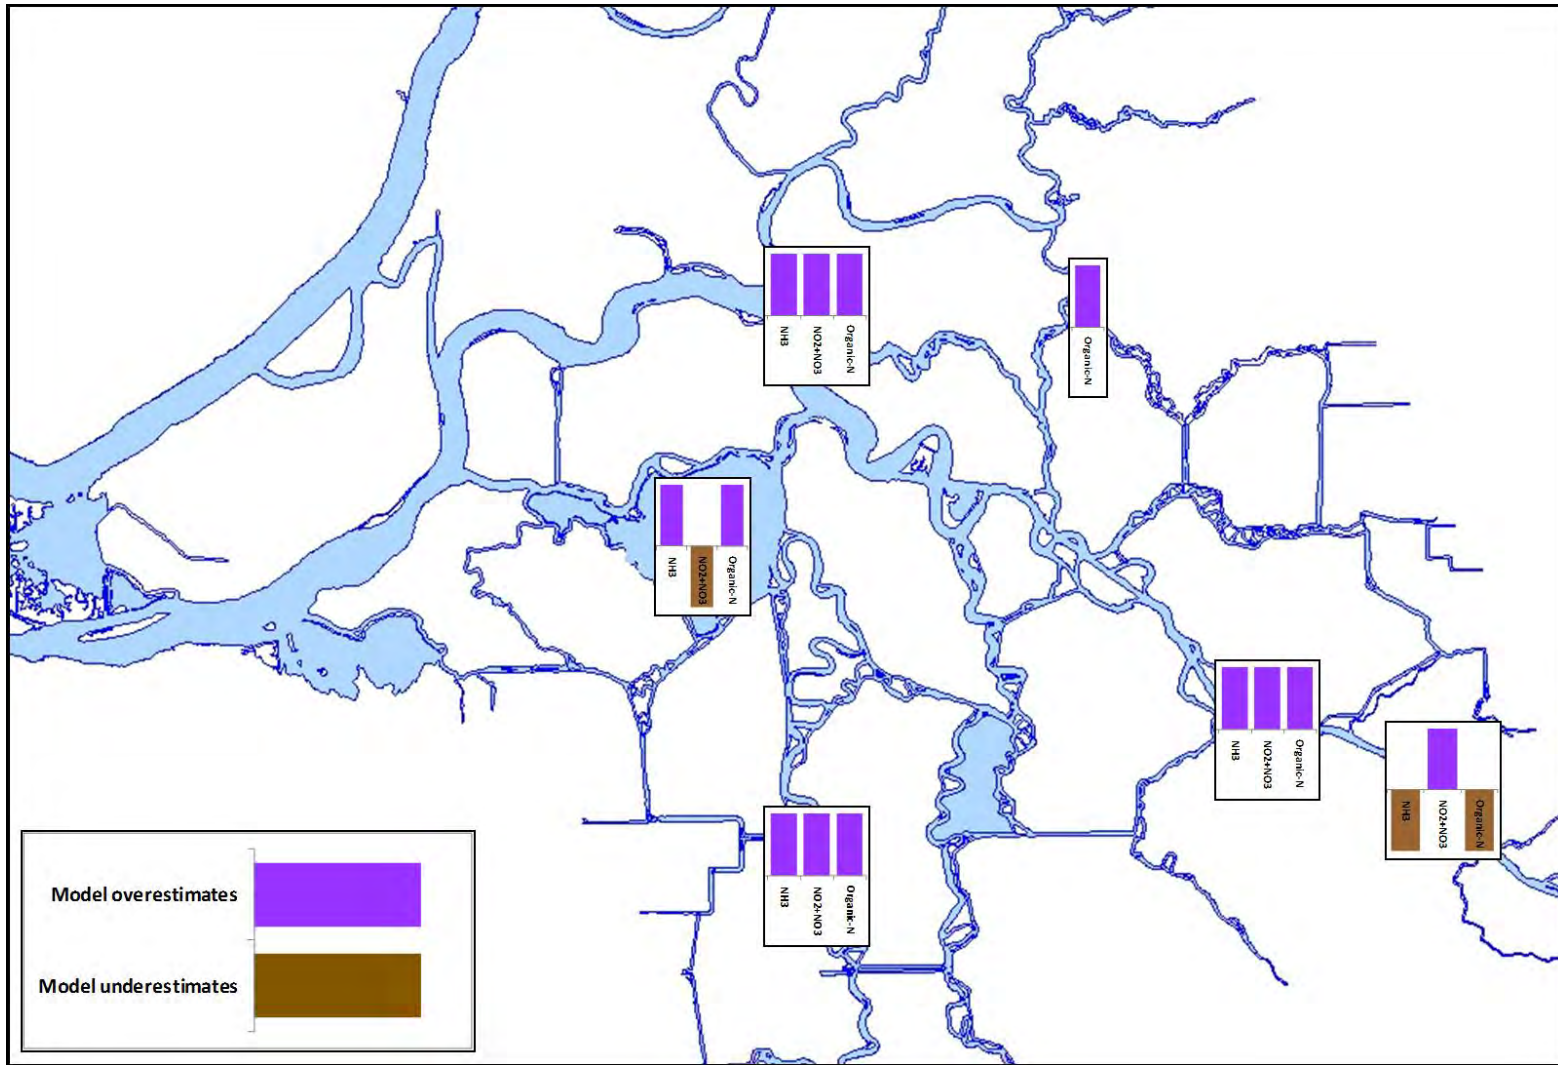 NH3
NO2+NO3
Organic-N
Organic-N
NH3
NO2+NO3
Organic-N
NH3
NO2+NO3
Organic-N
NH3
NO2+NO3
Organic-N
NH3
NO2+NO3
Organic-N
Model overestimates
Model underestimates